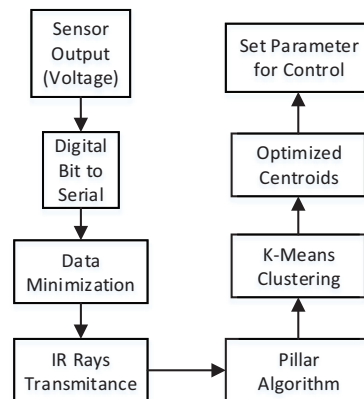 Sensor
Output
(Voltage)
Digital
Bit to
Serial
Data
Minimization
IR Rays
Transmitance
Pillar
Algorithm
K-Means
Clustering
Optimized
Centroids
Set Parameter
for Control